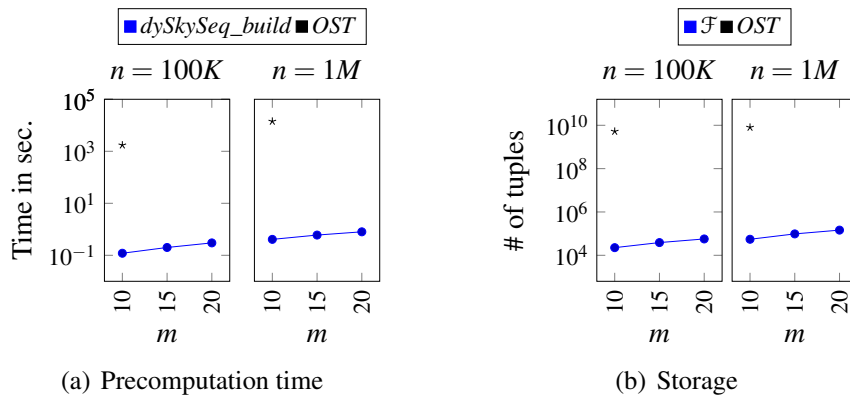 dySkySeq_build OST
n = 100K n = 1M
Time in sec.
10^5
10^3
10^1
10^−1
10 15 20 10 15 20
m m
(a) Precomputation time
ℱ OST
n = 100K n = 1M
# of tuples
10^10
10^8
10^6
10^4
10 15 20 10 15 20
m m
(b) Storage